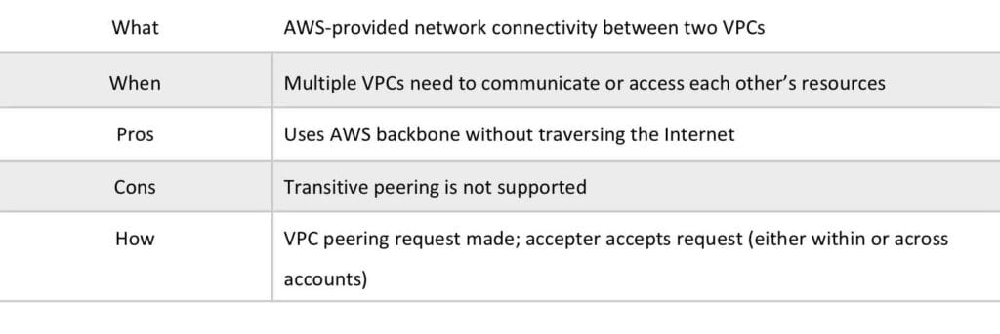 What AWS-provided network connectivity between two VPCs
When Multiple VPCs need to communicate or access each other’s resources
Pros Uses AWS backbone without traversing the Internet
Cons Transitive peering is not supported
How VPC peering request made; accepter accepts request (either within or across
accounts)